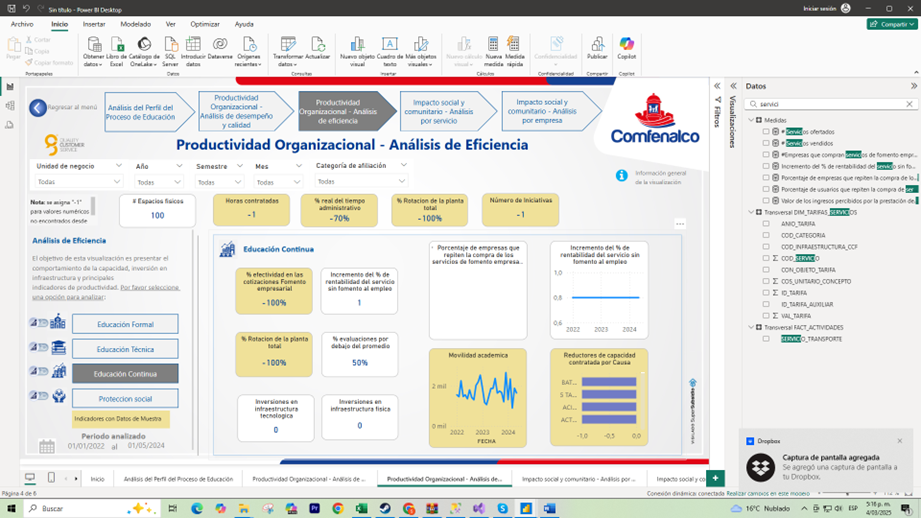 Sin título - Power BI Desktop
Iniciar sesión
Archivo Inicio Insertar Modelado Ver Optimizar Ayuda
Compartir
Pegar
Cortar
Copiar
Copiar formato
Portapapeles
Obtener datos
Libro de Excel
Catálogo de OneLake
SQL Server
Introducir datos
Dataverse
Orígenes recientes
Datos
Transformar datos
Actualizar
Consultas
Nuevo objeto visual
Cuadro de texto
Más objetos visuales
Insertar
Nuevo cálculo visual
Nueva medida
Medida rápida
Cálculos
Confidencialidad
Confidencialidad
Publicar
Compartir
Copilot
Copilot
Regresar al menú
Análisis del Perfil del Proceso de Educación
Productividad Organizacional - Análisis de desempeño y calidad
Productividad Organizacional - Análisis de eficiencia
Impacto social y comunitario - Análisis por servicio
Impacto social y comunitario - Análisis por empresa
Comfenalco
Productividad Organizacional - Análisis de Eficiencia
Unidad de negocio
Todas
Año
Todas
Semestre
Todas
Mes
Todas
Categoría de afiliación
Todas
Información general de la visualización
Nota: se asigna "-1" para valores numéricos no encontrados desde
# Espacios físicos
100
Horas contratadas
-1
% real del tiempo administrativo
-70%
% Rotacion de la planta total
-100%
Número de Iniciativas
-1
Análisis de Eficiencia
El objetivo de esta visualización es presentar el comportamiento de capacidad, inversión en infraestructura y principales indicadores de productividad. Por favor seleccione una opción para analizar:
Educación Formal
Educación Técnica
Educación Continua
Proteccion social
Indicadores con Datos de Muestra
Periodo analizado
01/01/2022 al 01/05/2024
Educación Continua
% efectividad en las cotizaciones Fomento empresarial
-100%
Incremento del % de rentabilidad del servicio sin fomento al empleo
1
% Rotacion de la planta total
-100%
% evaluaciones por debajo del promedio
50%
Inversiones en infraestructura tecnologica
0
Inversiones en infraestructura fisica
0
Porcentaje de empresas que repiten la compra de los servicios de fomento empresa...
Incremento del % de rentabilidad del servicio sin fomento al empleo
1,0
0,8
0,6
2022 2023 2024
Movilidad academica
2 mil
0 mil
2022 2023 2024
FECHA
Reductores de capacidad contratada por Causa
BAT...
S TA...
ACI...
ACT...
-1,0 -0,5 0,0
Filtros
Visualizaciones
Datos
servici
Medidas
# Servicios ofertados
# Servicios vendidos
#Empresas que compran servicios de fomento empr...
Incremento del % de rentabilidad del servicio sin fo...
Porcentaje de empresas que repiten la compra de los...
Porcentaje de usuarios que repiten la compra de ser
Valor de los ingresos percibidos por la prestación de...
Transversal DIM_TARIFAS_SERVICIOS
ANIO_TARIFA
COD_CATEGORIA
COD_INFRAESTRUCTURA_CCF
COD_SERVICIO
CON_OBJETO_TARIFA
COS_UNITARIO_CONCEPTO
ID_TARIFA
ID_TARIFA_AUXILIAR
VAL_TARIFA
Transversal FACT_ACTIVIDADES
SERVICIO_TRANSPORTE
Dropbox
Captura de pantalla agregada
Se agregó una captura de pantalla a tu Dropbox.
Inicio
Análisis del Perfil del Proceso de Educación
Productividad Organizacional - Análisis de ...
Productividad Organizacional - Análisis de...
Impacto social y comunitario - Análisis por ...
Impacto social y co
Página 4 de 6
Conexión dinámica: conectado Realizar cambios en este modelo
Buscar
16°C Nublado
ESP
5:16 p. m.
4/03/2025